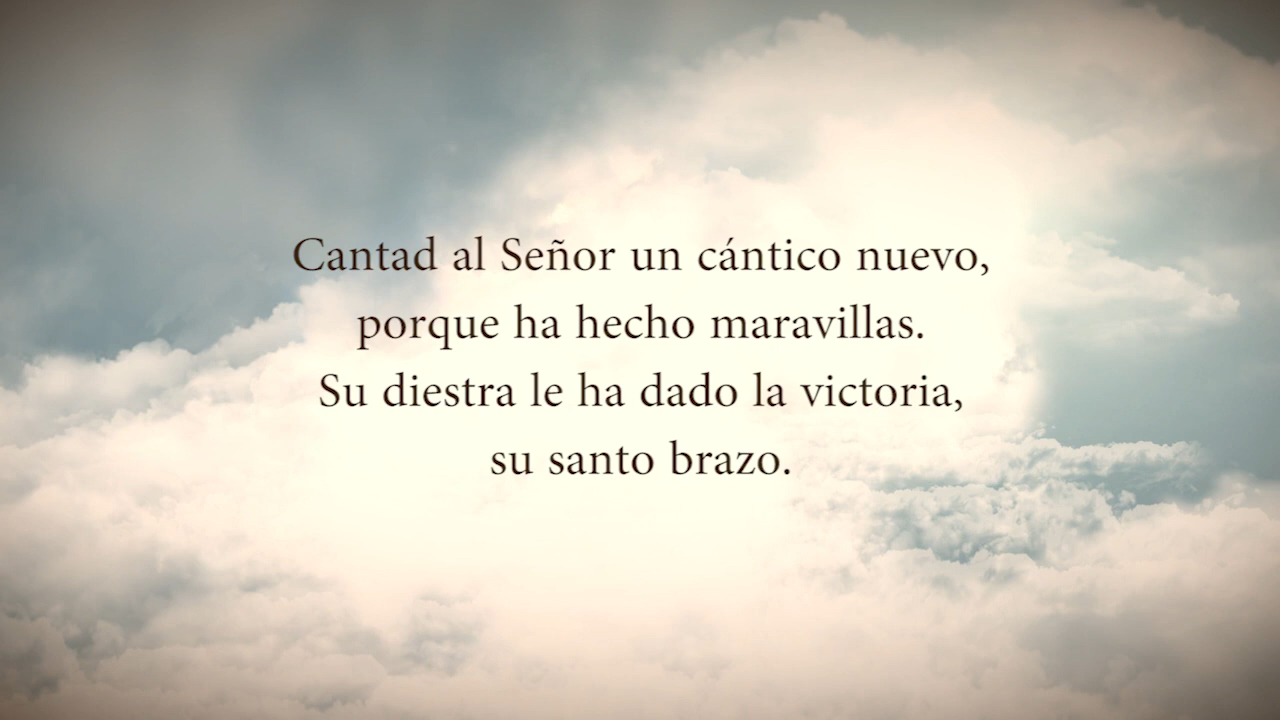 Cantad al Señor un cántico nuevo,
porque ha hecho maravillas.
Su diestra le ha dado la victoria,
su santo brazo.